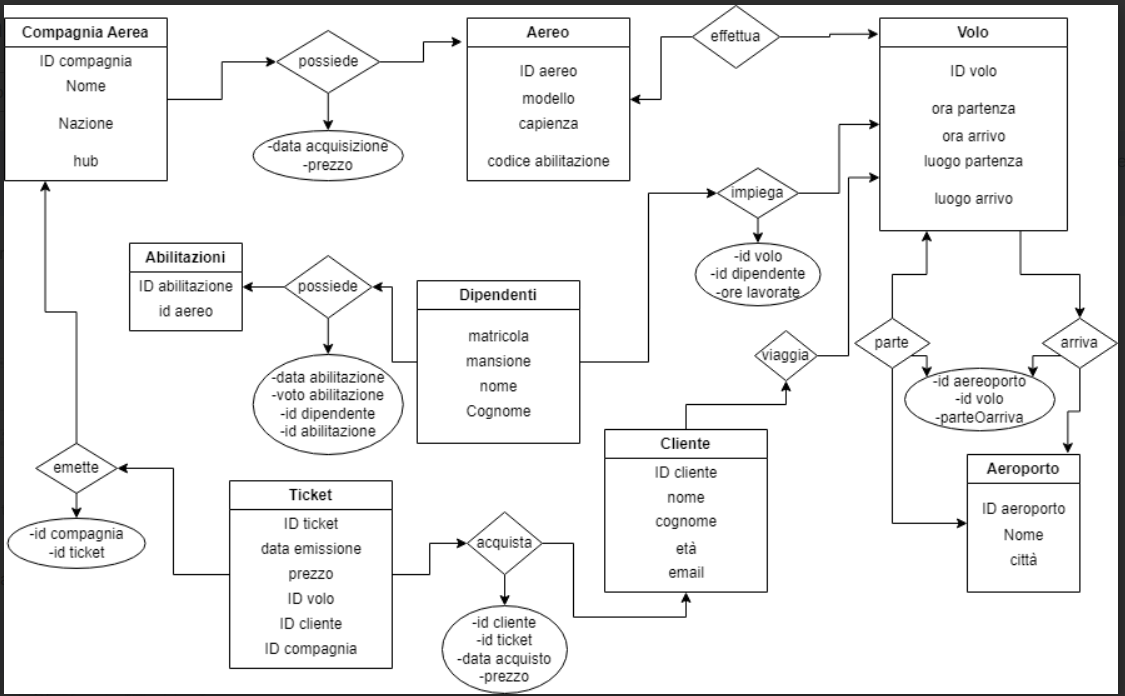 Compagnia Aerea
ID compagnia
Nome
Nazione
hub
possiede
-data acquisizione
-prezzo
Aereo
ID aereo
modello
capienza
codice abilitazione
effettua
Volo
ID volo
ora partenza
ora arrivo
luogo partenza
luogo arrivo
impiega
-id volo
-id dipendente
-ore lavorate
Abilitazioni
ID abilitazione
id aereo
possiede
-data abilitazione
-voto abilitazione
-id dipendente
-id abilitazione
Dipendenti
matricola
mansione
nome
Cognome
viaggia
parte
arriva
-id aereoporto
-id volo
-parteOarriva
emette
-id compagnia
-id ticket
Ticket
ID ticket
data emissione
prezzo
ID volo
ID cliente
ID compagnia
acquista
-id cliente
-id ticket
-data acquisto
-prezzo
Cliente
ID cliente
nome
cognome
età
email
Aeroporto
ID aeroporto
Nome
città